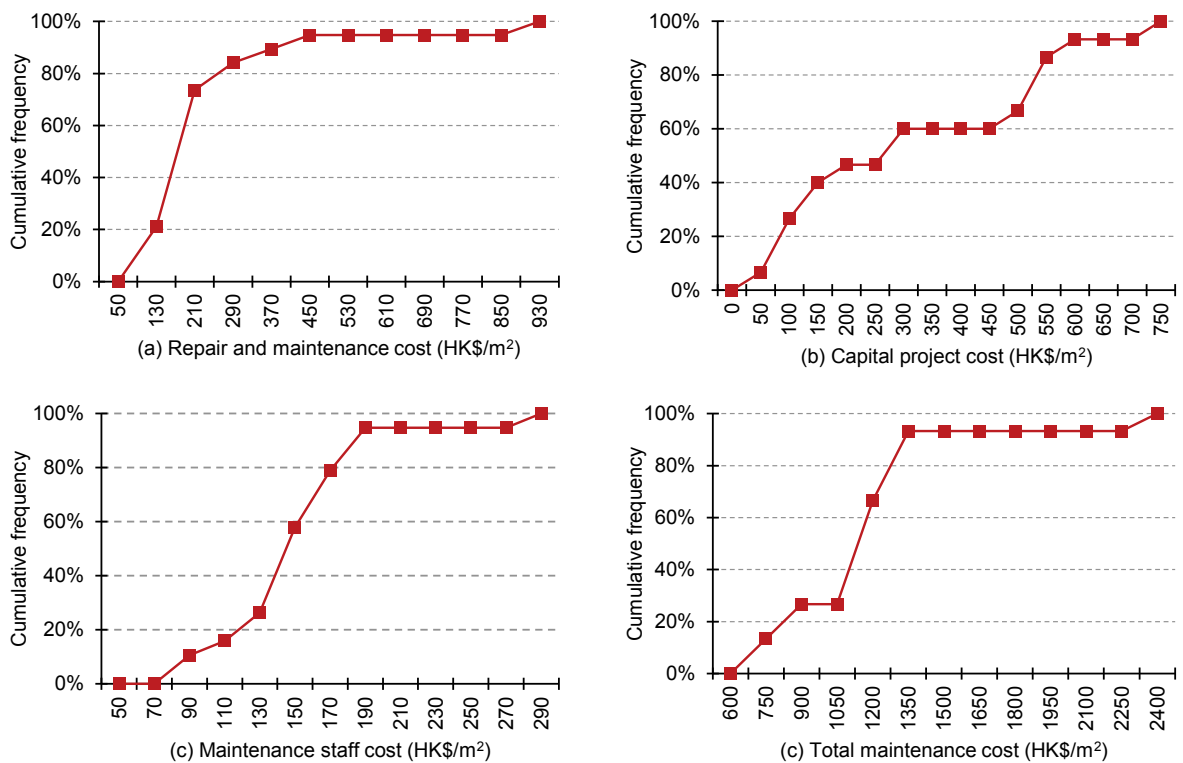 100%
80%
60%
40%
20%
0%
Cumulative frequency
50 130 210 290 370 450 530 610 690 770 850 930
(a) Repair and maintenance cost (HK$/m²)
100%
80%
60%
40%
20%
0%
Cumulative frequency
0 50 100 150 200 250 300 350 400 450 500 550 600 650 700 750
(b) Capital project cost (HK$/m²)
100%
80%
60%
40%
20%
0%
Cumulative frequency
50 70 90 110 130 150 170 190 210 230 250 270 290
(c) Maintenance staff cost (HK$/m²)
100%
80%
60%
40%
20%
0%
Cumulative frequency
600 750 900 1050 1200 1350 1500 1650 1800 1950 2100 2250 2400
(c) Total maintenance cost (HK$/m²)